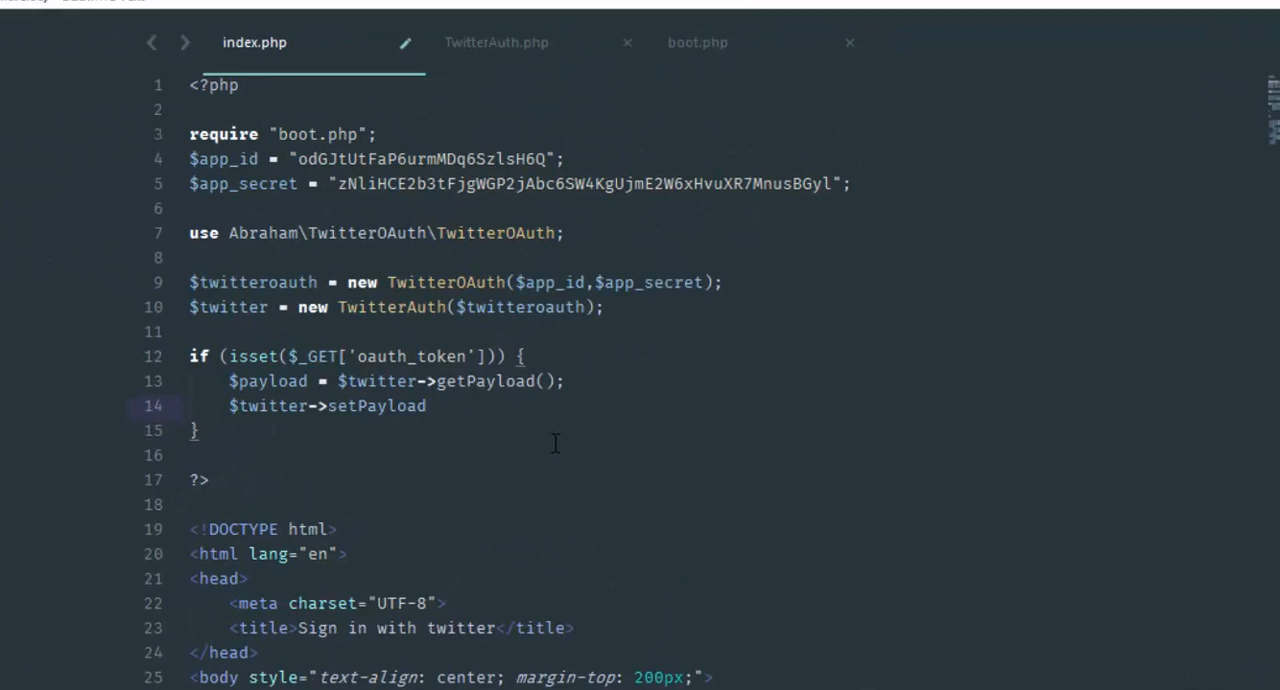 index.php TwitterAuth.php boot.php
1 <?php
2
3 require "boot.php";
4 $app_id = "odGJtUtFaP6urmMDq6SzlsH6Q";
5 $app_secret = "zNliHCE2b3tFjgWGP2jAbc6SW4KgUjmE2W6xHvuXR7MnusBGyl";
6
7 use Abraham\TwitterOAuth\TwitterOAuth;
8
9 $twitteroauth = new TwitterOAuth($app_id,$app_secret);
10 $twitter = new TwitterAuth($twitteroauth);
11
12 if (isset($_GET['oauth_token'])) {
13 $payload = $twitter->getPayload();
14 $twitter->setPayload
15 }
16
17 ?>
18
19 <!DOCTYPE html>
20 <html lang="en">
21 <head>
22 <meta charset="UTF-8">
23 <title>Sign in with twitter</title>
24 </head>
25 <body style="text-align: center; margin-top: 200px;">